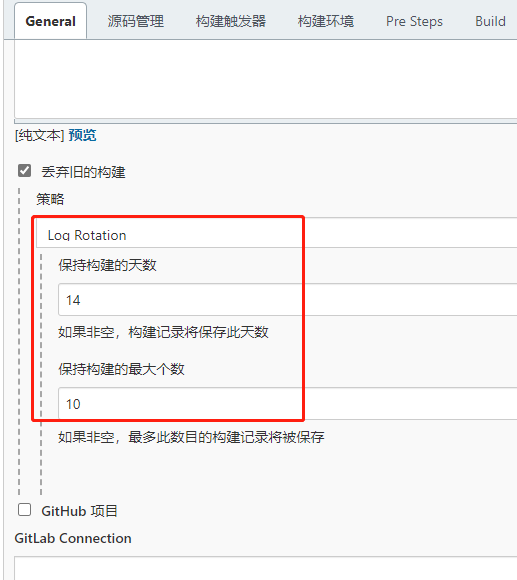 General 源码管理 构建触发器 构建环境 Pre Steps Build
[纯文本] 预览
丢弃旧的构建
策略
Log Rotation
保持构建的天数
14
如果非空，构建记录将保存此天数
保持构建的最大个数
10
如果非空，最多此数目的构建记录将被保存
GitHub 项目
GitLab Connection